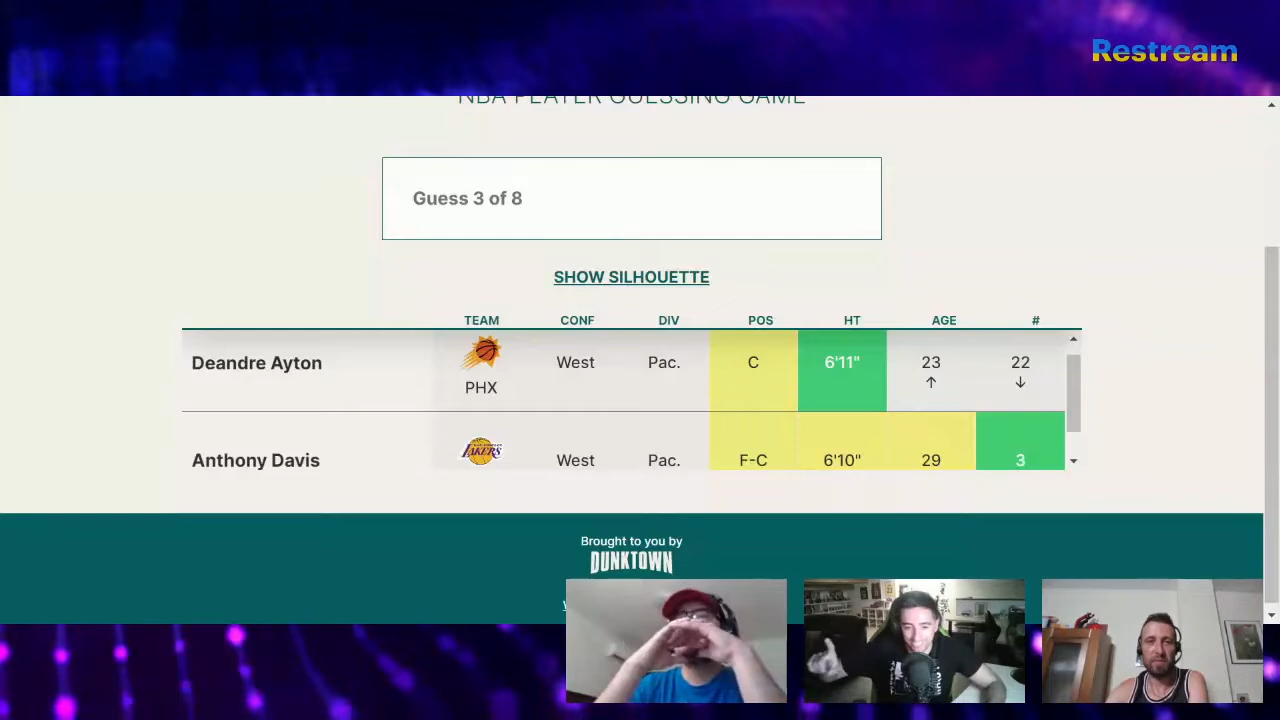 Restream
NBA PLAYER GUESSING GAME
Guess 3 of 8
SHOW SILHOUETTE
TEAM CONF DIV POS HT AGE #
Deandre Ayton PHX West Pac. C 6'11" 23 ↑ 22 ↓
Anthony Davis LAKERS West Pac. F-C 6'10" 29 3
Brought to you by
DUNKTOWN